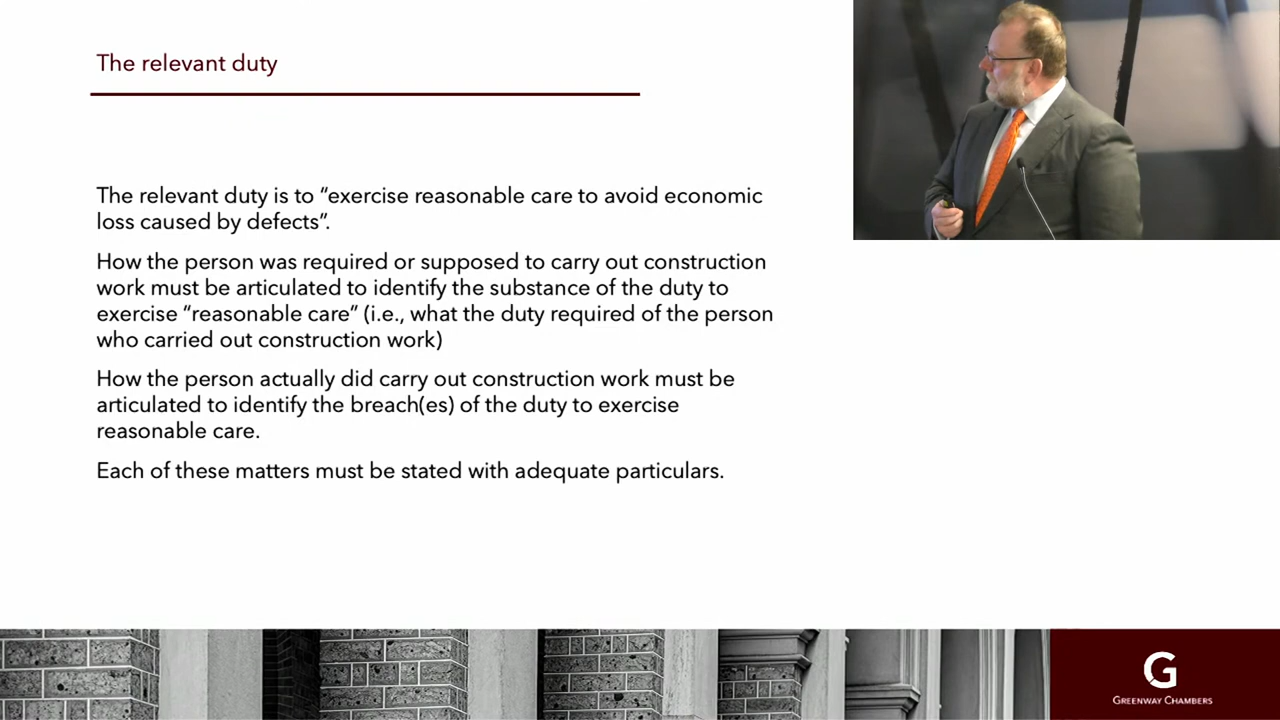 The relevant duty
The relevant duty is to “exercise reasonable care to avoid economic
loss caused by defects”.
How the person was required or supposed to carry out construction
work must be articulated to identify the substance of the duty to
exercise “reasonable care” (i.e., what the duty required of the person
who carried out construction work)
How the person actually did carry out construction work must be
articulated to identify the breach(es) of the duty to exercise
reasonable care.
Each of these matters must be stated with adequate particulars.
G
GREENWAY CHAMBERS